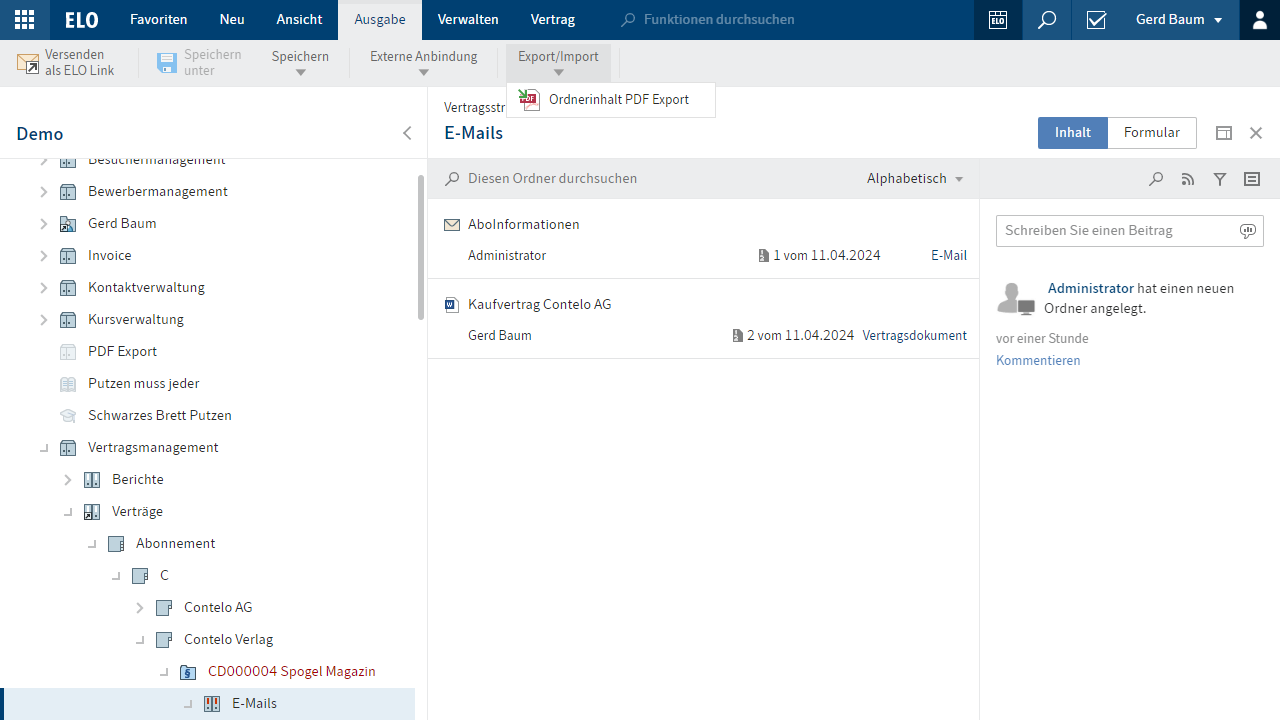 ELO
Favoriten
Neu
Ansicht
Ausgabe
Verwalten
Vertrag
Funktionen durchsuchen
ELO
Gerd Baum
Versenden
als ELO Link
Speichern
unter
Speichern
Externe Anbindung
Export/Import
PDF
Ordnerinhalt PDF Export
Demo
Besuchermanagement
Bewerbermanagement
Gerd Baum
Invoice
Kontaktverwaltung
Kursverwaltung
PDF Export
Putzen muss jeder
Schwarzes Brett Putzen
Vertragsmanagement
Berichte
Verträge
Abonnement
C
Contelo AG
Contelo Verlag
CD000004 Spogel Magazin
E-Mails
Vertragsstr
E-Mails
Inhalt
Formular
Diesen Ordner durchsuchen
Alphabetisch
AboInformationen
Administrator
1 vom 11.04.2024
E-Mail
Kaufvertrag Contelo AG
Gerd Baum
2 vom 11.04.2024
Vertragsdokument
Schreiben Sie einen Beitrag
Administrator hat einen neuen
Ordner angelegt.
vor einer Stunde
Kommentieren